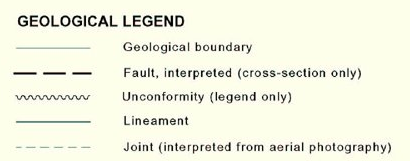 GEOLOGICAL LEGEND
Geological boundary
Fault, interpreted (cross-section only)
Unconformity (legend only)
Lineament
Joint (interpreted from aerial photography)